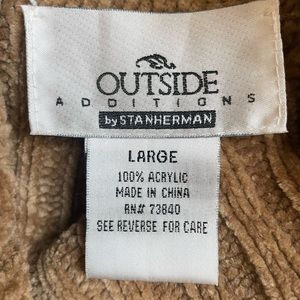 OUTSIDE
ADDITIONS
by STANHERMAN
LARGE
100% ACRYLIC
MADE IN CHINA
RN# 73840
SEE REVERSE FOR CARE